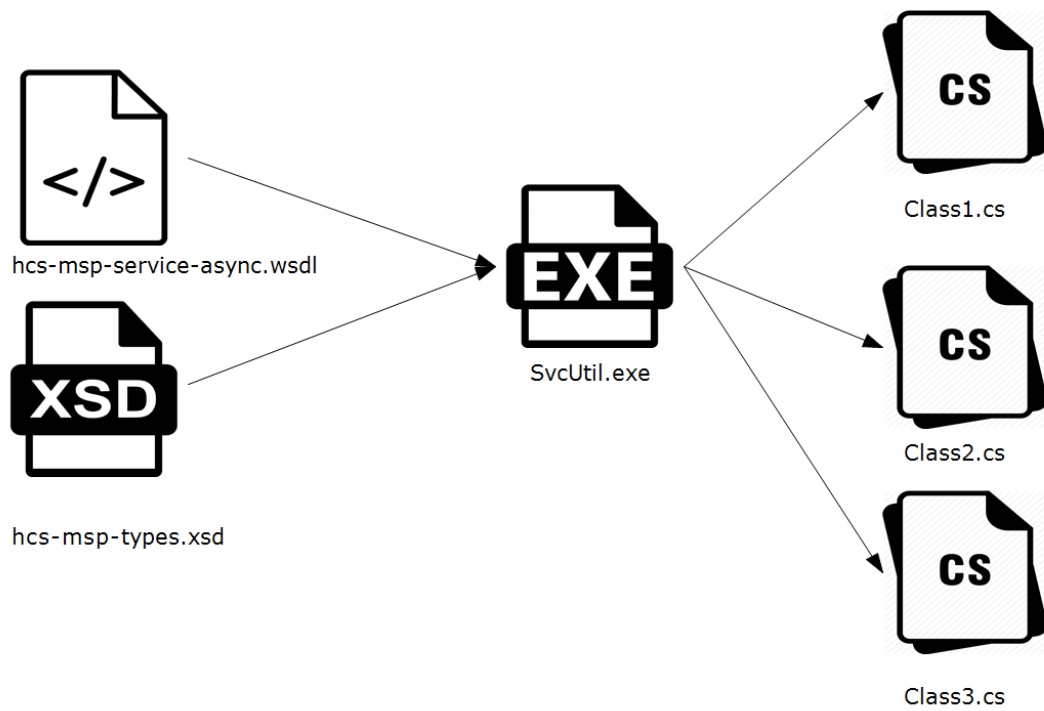 </>
hcs-msp-service-async.wsdl
XSD
hcs-msp-types.xsd
EXE
SvcUtil.exe
CS
Class1.cs
CS
Class2.cs
CS
Class3.cs